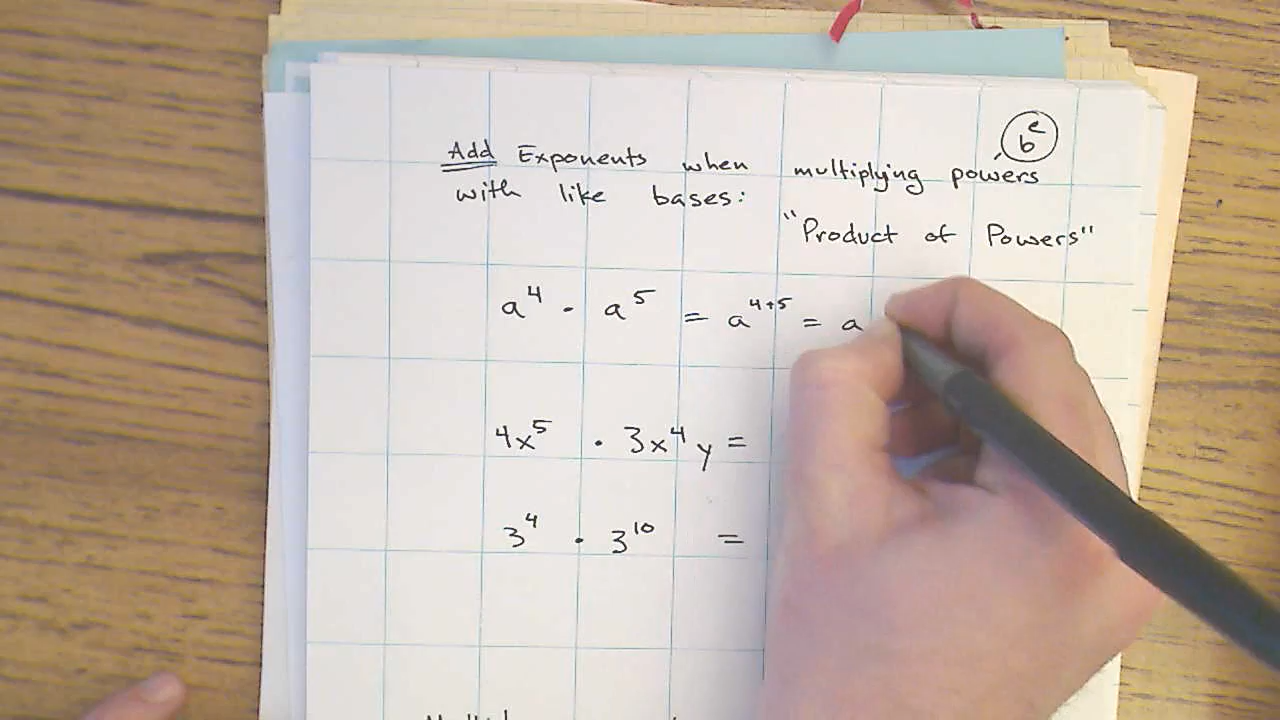 bᵉ
Add Exponents when multiplying powers
with like bases:
"Product of Powers"
a⁴ · a⁵ = a⁴⁺⁵ = a
4x⁵ · 3x⁴y =
3⁴ · 3¹⁰ =